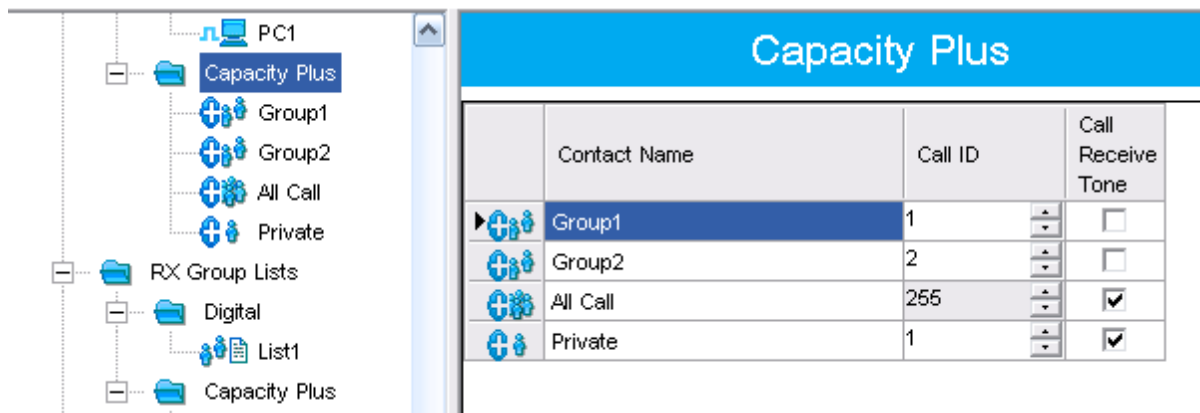 PC1
Capacity Plus
Group1
Group2
All Call
Private
RX Group Lists
Digital
List1
Capacity Plus
Capacity Plus
Contact Name Call ID Call
Receive
Tone
Group1 1
Group2 2
All Call 255
Private 1